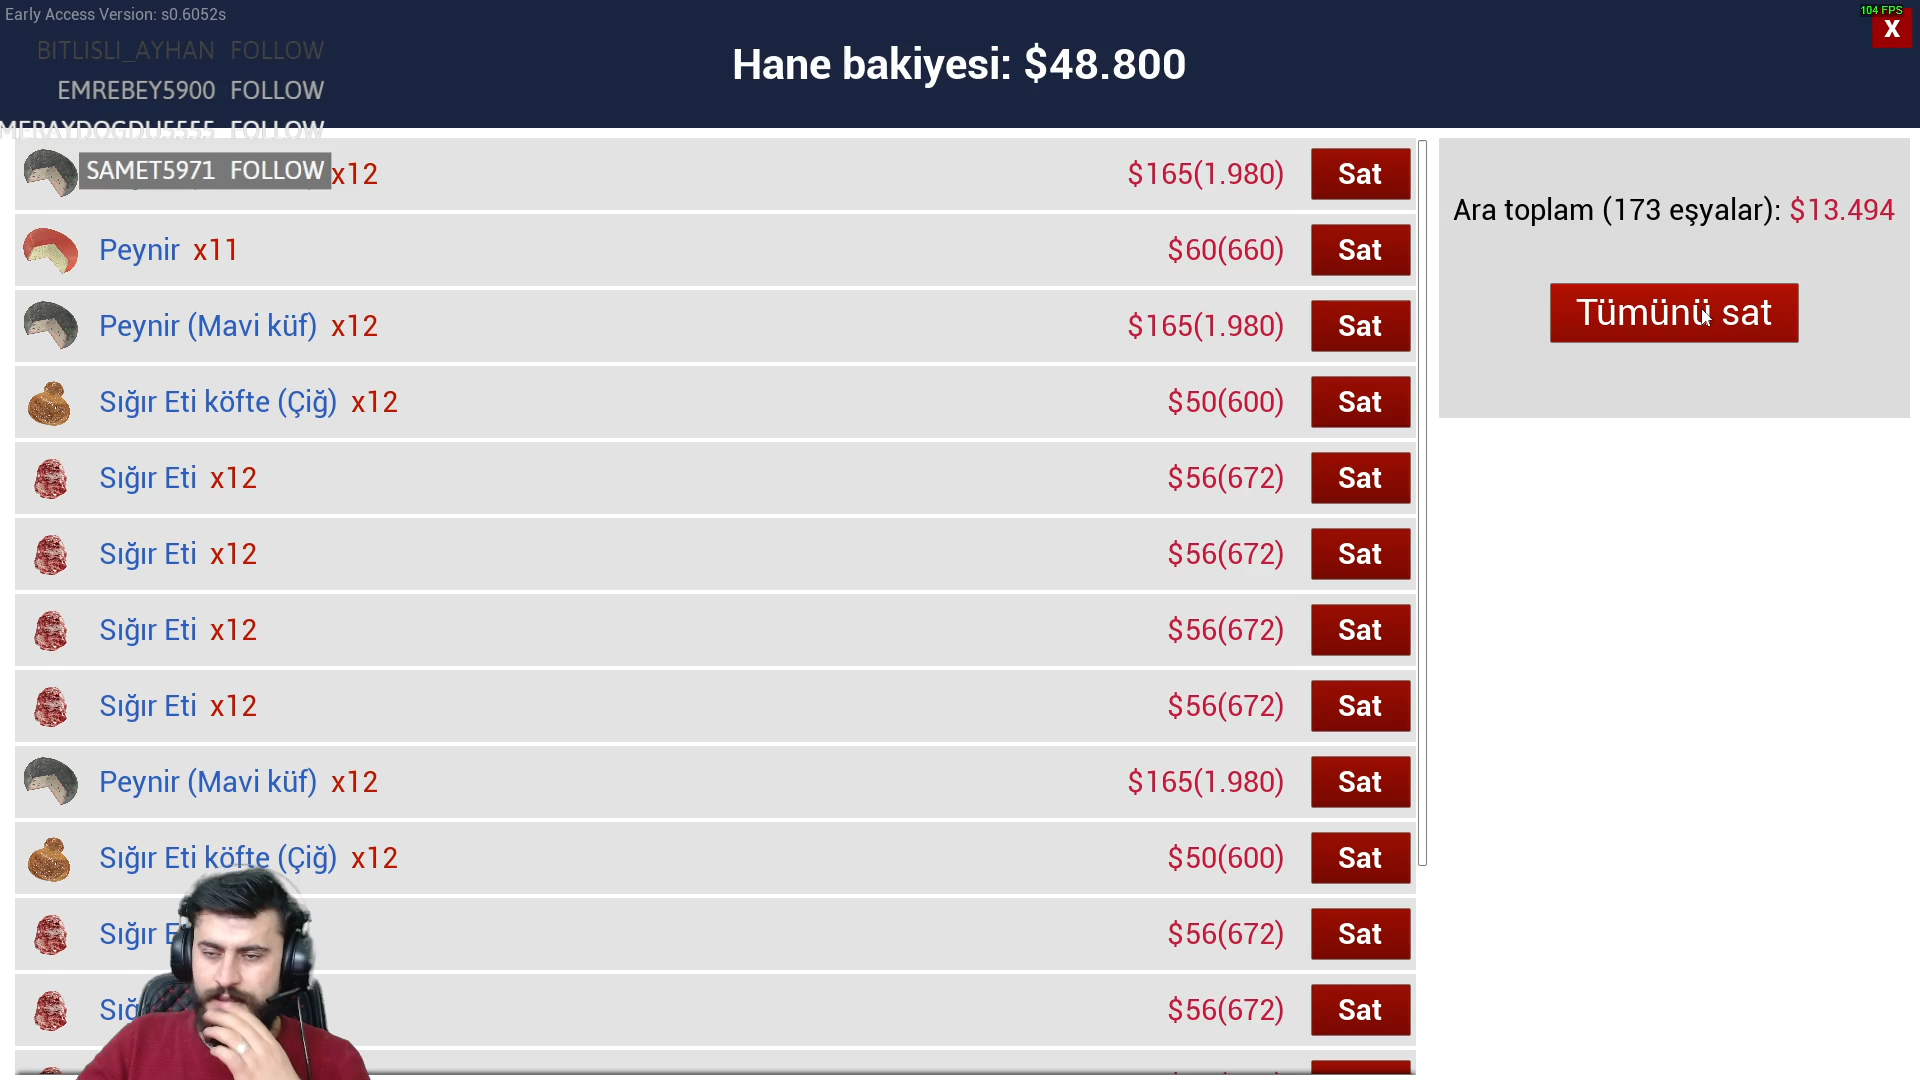 Early Access Version: s0.6052s
104 FPS
X
BITLISLI_AYHAN FOLLOW
EMREBEY5900 FOLLOW
FOLLOW
SAMET5971 FOLLOW
Hane bakiyesi: $48.800
x12 $165(1.980) Sat
Peynir x11 $60(660) Sat
Peynir (Mavi küf) x12 $165(1.980) Sat
Sığır Eti köfte (Çiğ) x12 $50(600) Sat
Sığır Eti x12 $56(672) Sat
Sığır Eti x12 $56(672) Sat
Sığır Eti x12 $56(672) Sat
Sığır Eti x12 $56(672) Sat
Peynir (Mavi küf) x12 $165(1.980) Sat
Sığır Eti köfte (Çiğ) x12 $50(600) Sat
Sığır $56(672) Sat
$56(672) Sat
Ara toplam (173 eşyalar): $13.494
Tümünü sat